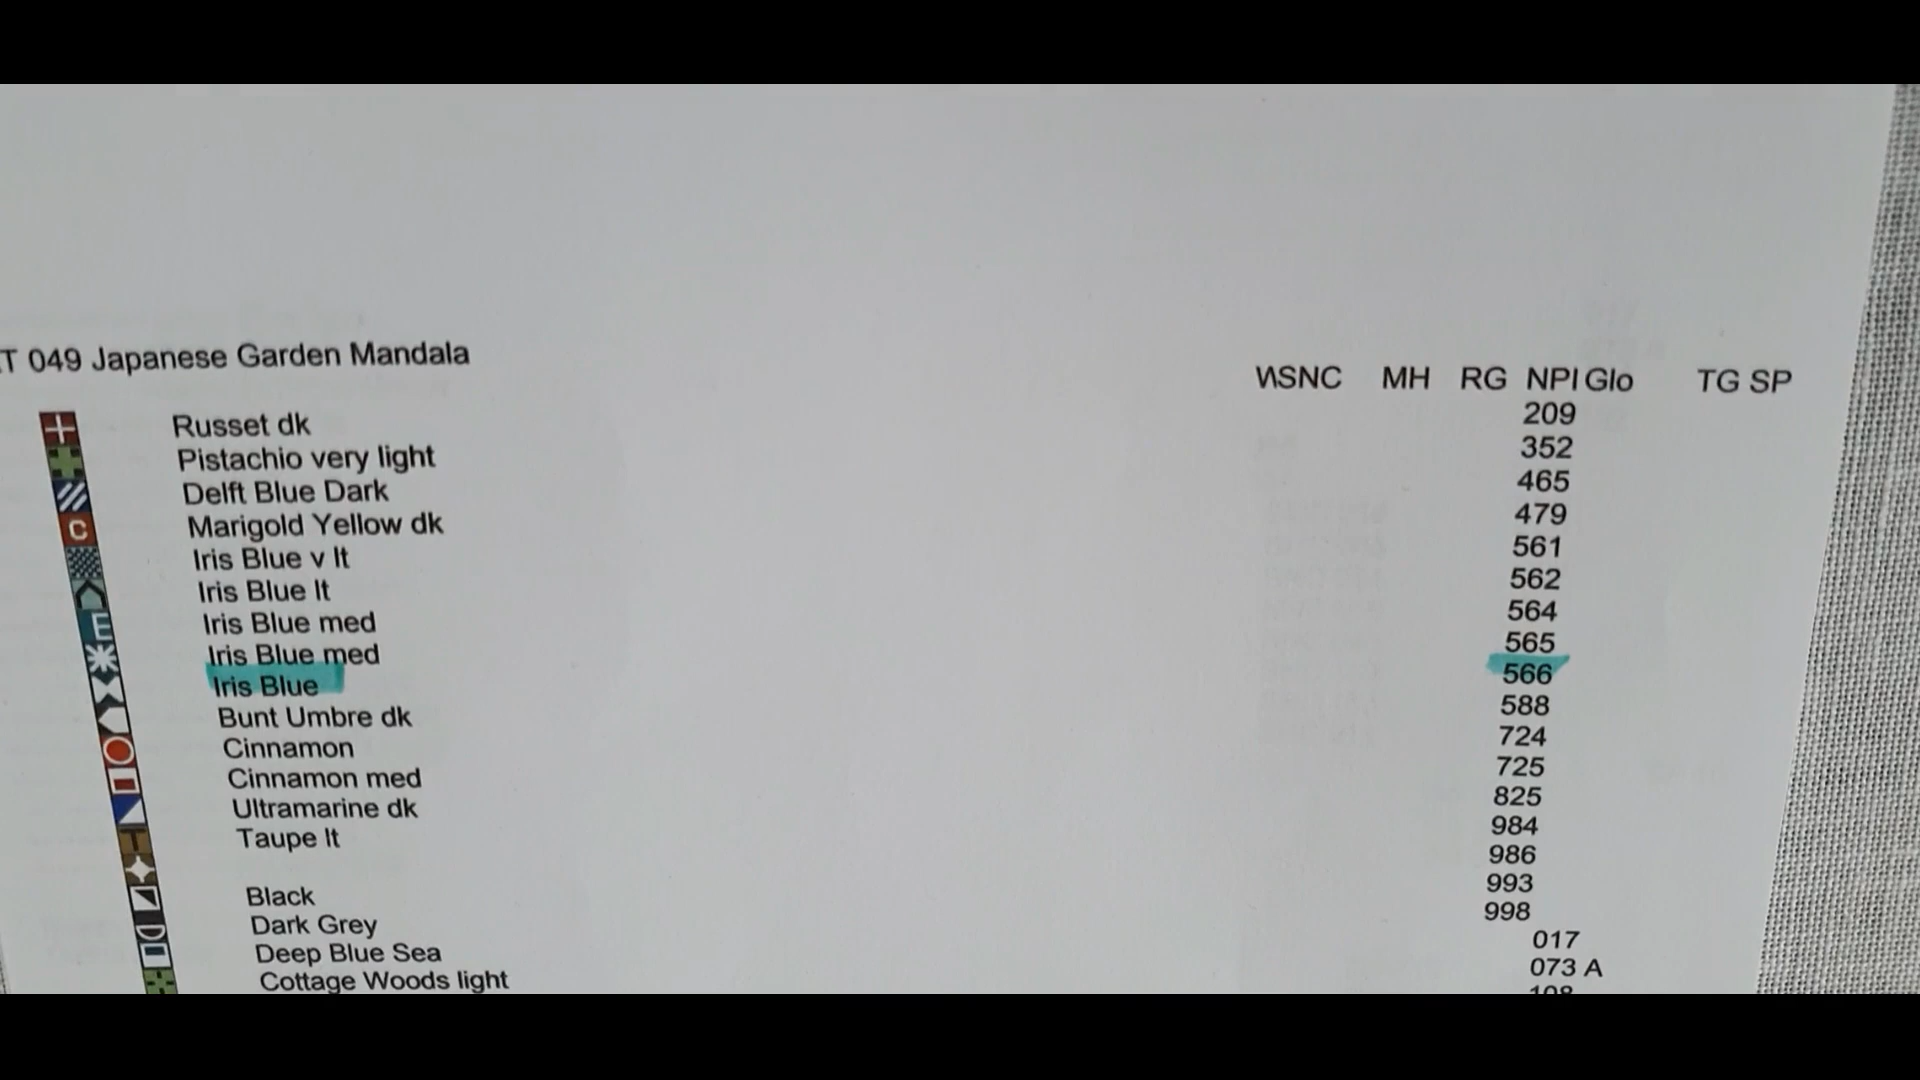 T 049 Japanese Garden Mandala
WSNC MH RG NPI Glo TG SP
Russet dk 209
Pistachio very light 352
Delft Blue Dark 465
C Marigold Yellow dk 479
Iris Blue v lt 561
Iris Blue lt 562
E Iris Blue med 564
Iris Blue med 565
Iris Blue 566
Bunt Umbre dk 588
Cinnamon 724
Cinnamon med 725
Ultramarine dk 825
T Taupe lt 984
986
Black 993
Dark Grey 998
Deep Blue Sea 017
Cottage Woods light 073 A
108